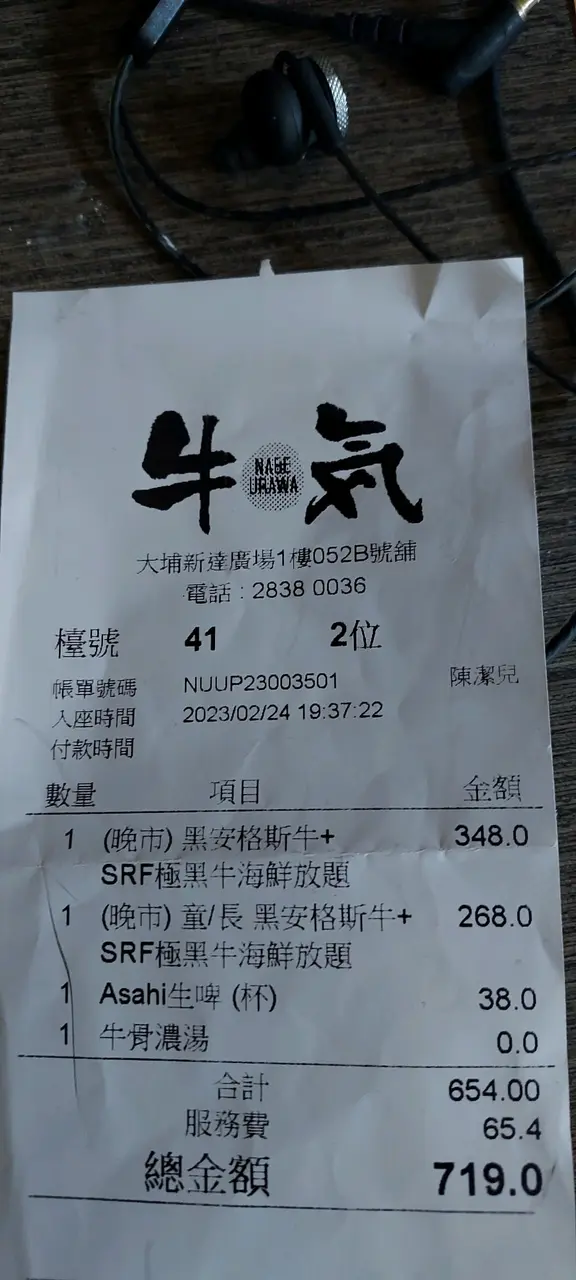 牛 NABE URAWA 気
大埔新達廣場1樓052B號舖
電話 : 2838 0036
檯號 41 2位
帳單號碼 NUUP23003501 陳潔兒
入座時間 2023/02/24 19:37:22
付款時間
數量 項目 金額
1 (晚市) 黑安格斯牛+ 348.0
SRF極黑牛海鮮放題
1 (晚市) 童/長 黑安格斯牛+ 268.0
SRF極黑牛海鮮放題
1 Asahi生啤 (杯) 38.0
1 牛骨濃湯 0.0
合計 654.00
服務費 65.4
總金額 719.0